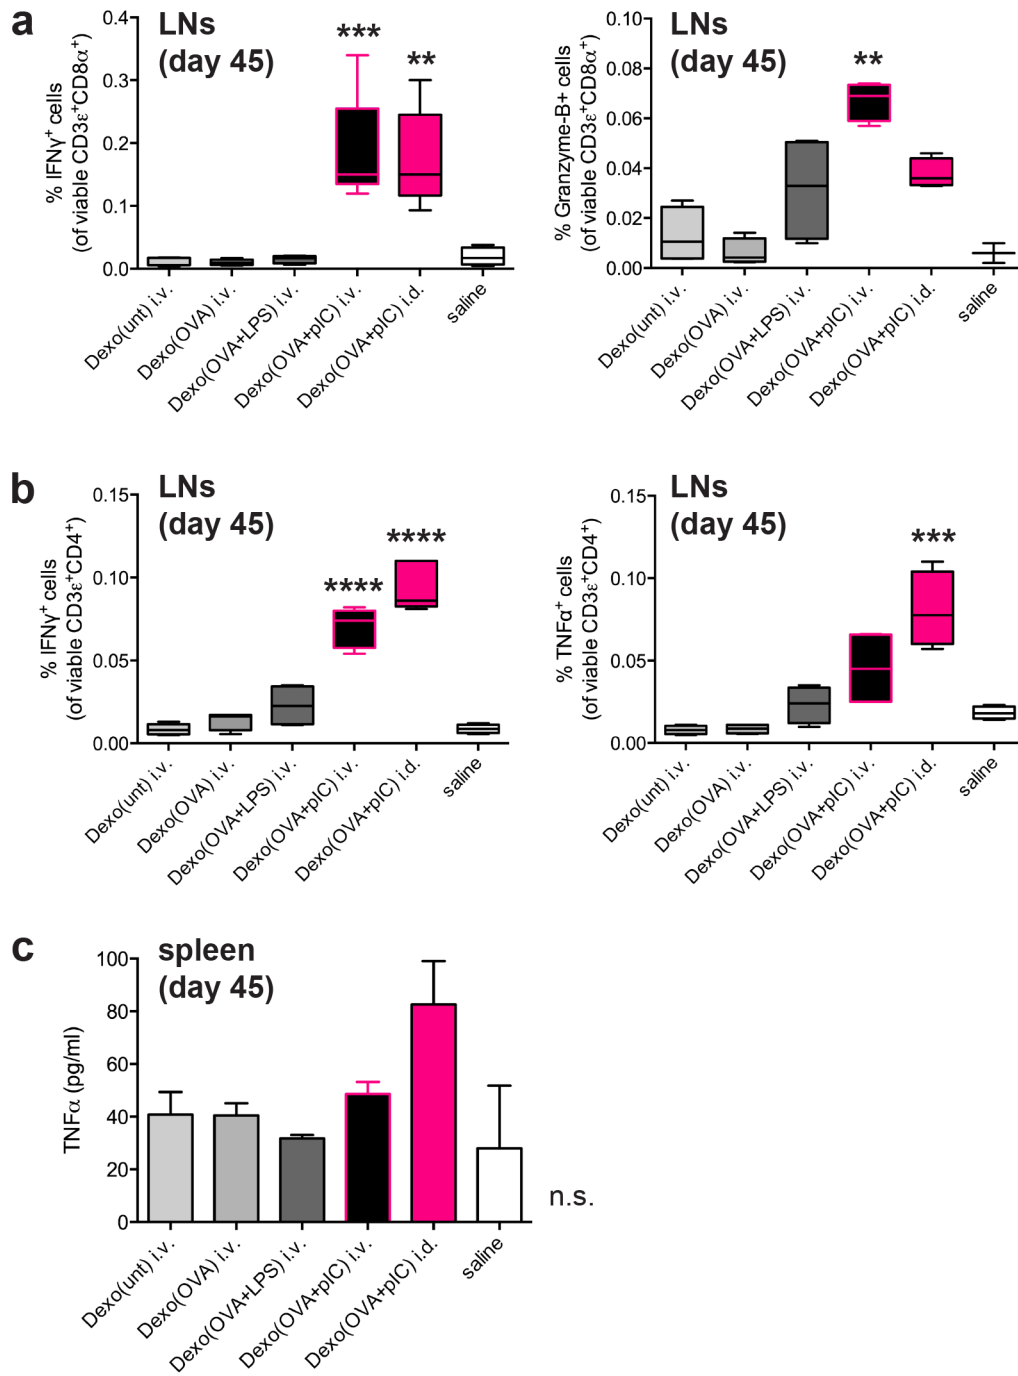 a
LNs
(day 45)
% IFNγ⁺ cells
(of viable CD3ε⁺CD8α⁺)
0.4
0.3
0.2
0.1
0.0
***
**
Dexo(unt) i.v.
Dexo(OVA) i.v.
Dexo(OVA+LPS) i.v.
Dexo(OVA+pIC) i.v.
Dexo(OVA+pIC) i.d.
saline
LNs
(day 45)
% Granzyme-B+ cells
(of viable CD3ε⁺CD8α⁺)
0.10
0.08
0.06
0.04
0.02
0.00
**
Dexo(unt) i.v.
Dexo(OVA) i.v.
Dexo(OVA+LPS) i.v.
Dexo(OVA+pIC) i.v.
Dexo(OVA+pIC) i.d.
saline
b
LNs
(day 45)
% IFNγ⁺ cells
(of viable CD3ε⁺CD4⁺)
0.15
0.10
0.05
0.00
****
****
Dexo(unt) i.v.
Dexo(OVA) i.v.
Dexo(OVA+LPS) i.v.
Dexo(OVA+pIC) i.v.
Dexo(OVA+pIC) i.d.
saline
LNs
(day 45)
% TNFα⁺ cells
(of viable CD3ε⁺CD4⁺)
0.15
0.10
0.05
0.00
***
Dexo(unt) i.v.
Dexo(OVA) i.v.
Dexo(OVA+LPS) i.v.
Dexo(OVA+pIC) i.v.
Dexo(OVA+pIC) i.d.
saline
c
spleen
(day 45)
TNFα (pg/ml)
100
80
60
40
20
0
n.s.
Dexo(unt) i.v.
Dexo(OVA) i.v.
Dexo(OVA+LPS) i.v.
Dexo(OVA+pIC) i.v.
Dexo(OVA+pIC) i.d.
saline